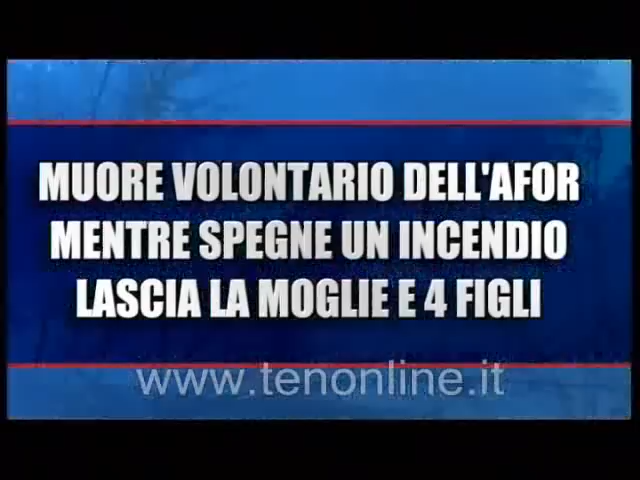 MUORE VOLONTARIO DELL'AFOR
MENTRE SPEGNE UN INCENDIO
LASCIA LA MOGLIE E 4 FIGLI
www.tenonline.it